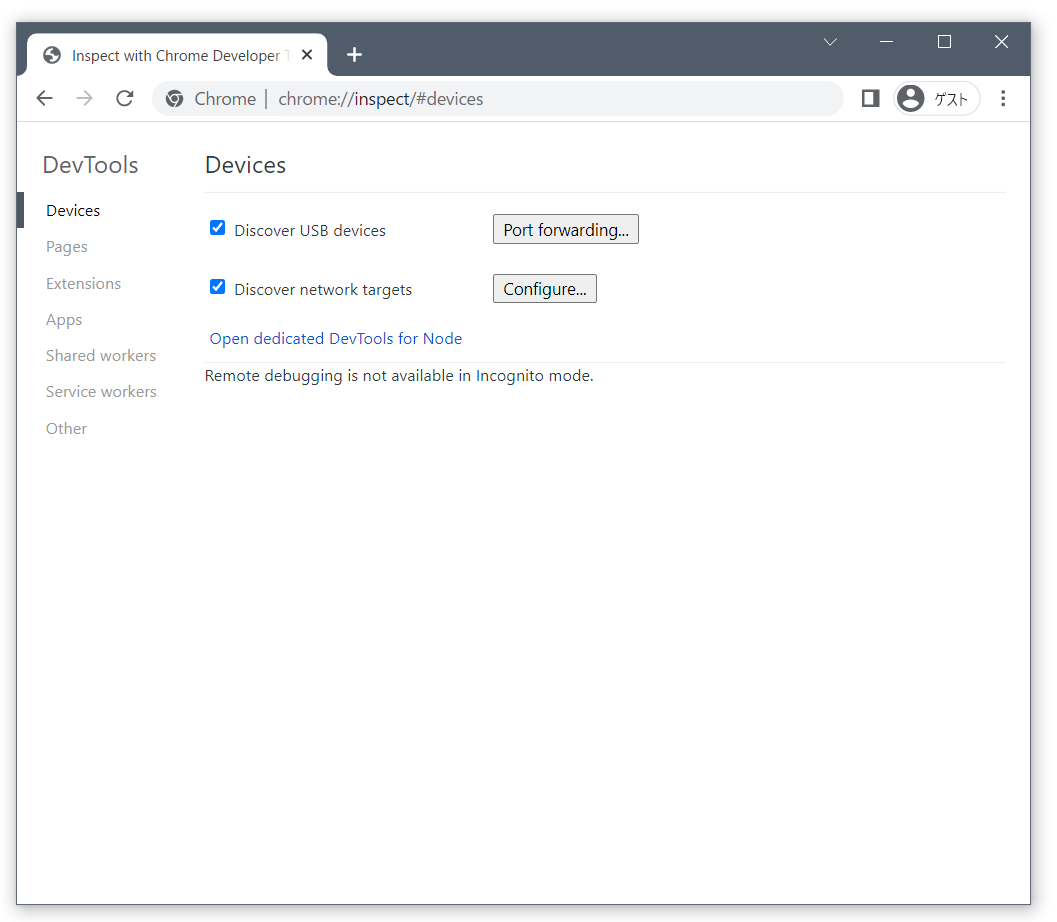 Inspect with Chrome Developer T
Chrome | chrome://inspect/#devices
ゲスト
DevTools
Devices
Pages
Extensions
Apps
Shared workers
Service workers
Other
Devices
Discover USB devices
Port forwarding...
Discover network targets
Configure...
Open dedicated DevTools for Node
Remote debugging is not available in Incognito mode.